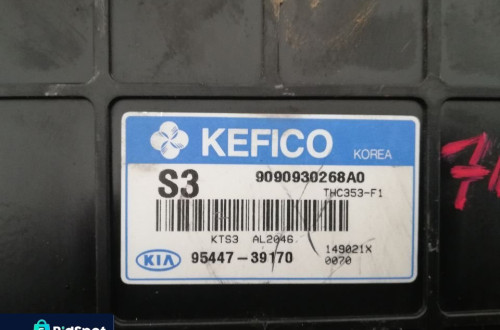 KEFICO
KOREA
S3
9090930268A0
THC353-F1
KTS3 AL2046
149021X
KIA
95447-39170
0070